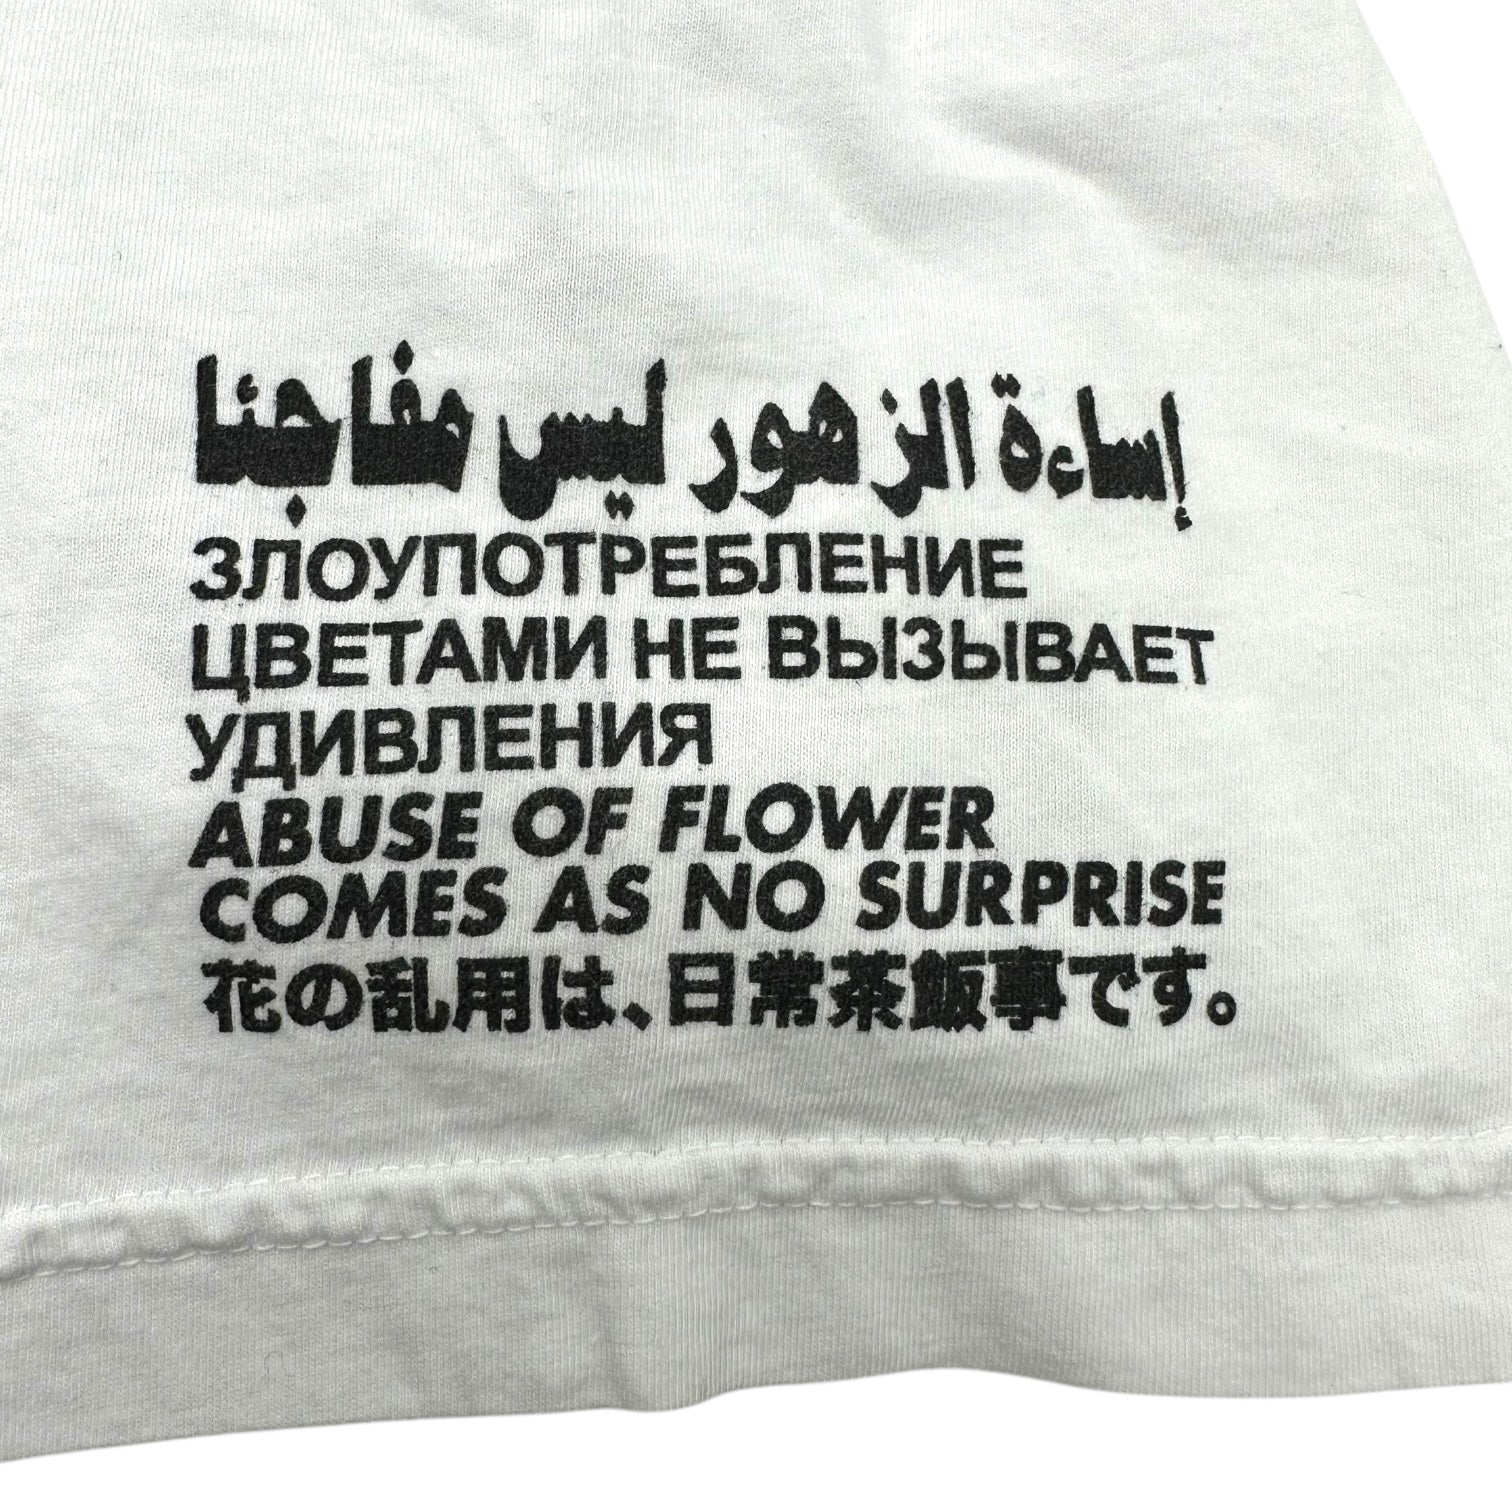 إساءة الزهور ليس مفاجئا
ЗЛОУПОТРЕБЛЕНИЕ
ЦВЕТАМИ НЕ ВЫЗЫВАЕТ
УДИВЛЕНИЯ
ABUSE OF FLOWER
COMES AS NO SURPRISE
花の乱用は、日常茶飯事です。